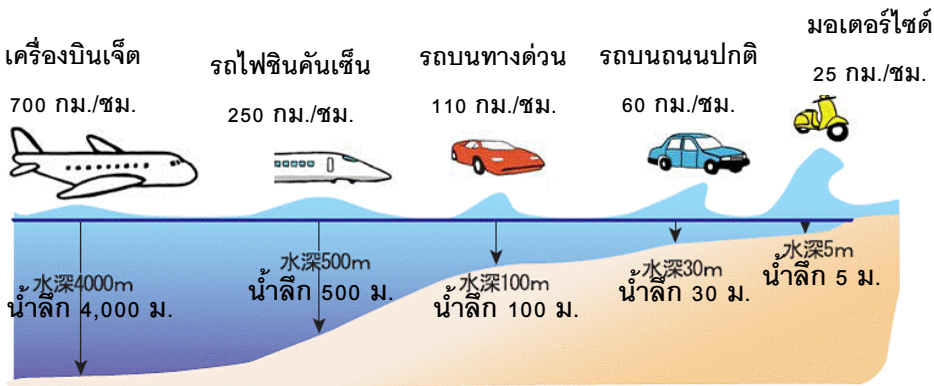 เครื่องบินเจ็ต
700 กม./ชม.
รถไฟชินคันเซ็น
250 กม./ชม.
รถบนทางด่วน
110 กม./ชม.
รถบนถนนปกติ
60 กม./ชม.
มอเตอร์ไซด์
25 กม./ชม.
水深4000m
น้ำลึก 4,000 ม.
水深500m
น้ำลึก 500 ม.
水深100m
น้ำลึก 100 ม.
水深30m
น้ำลึก 30 ม.
水深5m
น้ำลึก 5 ม.